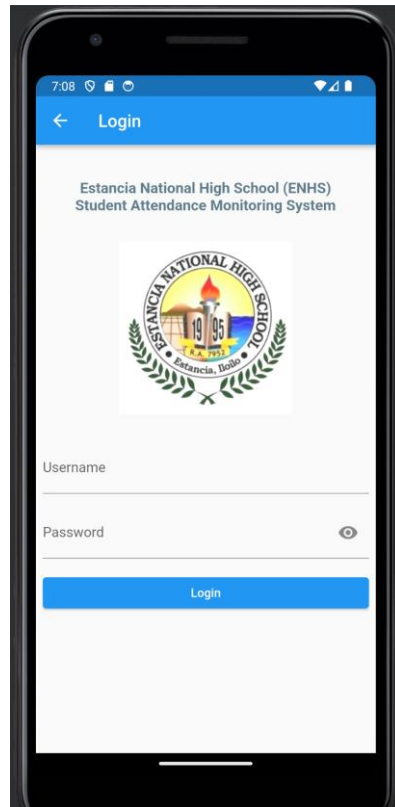 7:08
Login
Estancia National High School (ENHS)
Student Attendance Monitoring System
ESTANCIA NATIONAL HIGH SCHOOL
19 95
R.A. 7952
Estancia, Iloilo
Username
Password
Login